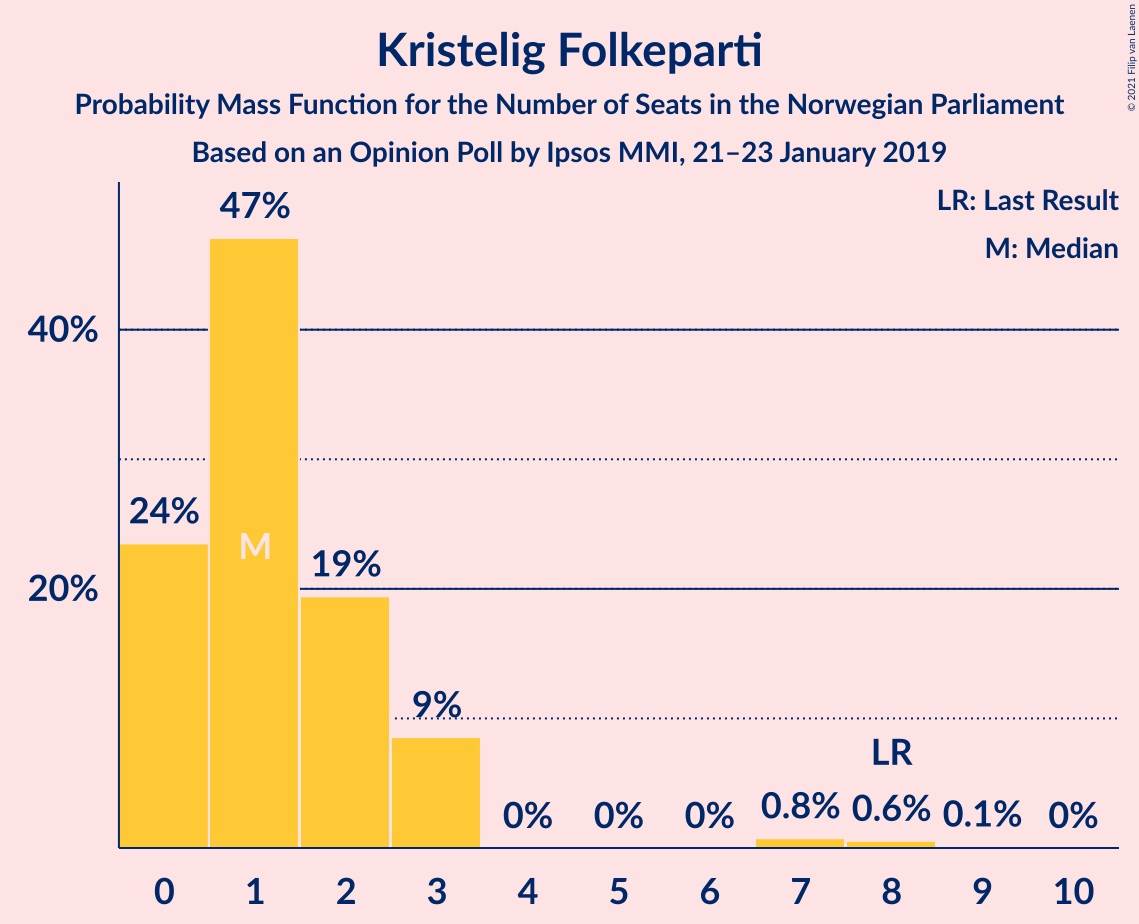 Kristelig Folkeparti
Probability Mass Function for the Number of Seats in the Norwegian Parliament
Based on an Opinion Poll by Ipsos MMI, 21–23 January 2019
© 2021 Filip van Laenen
LR: Last Result
M: Median
47%
40%
24%
M
19%
20%
9%
LR
0%
0%
0%
0.8%
0.6%
0.1%
0%
0 1 2 3 4 5 6 7 8 9 10